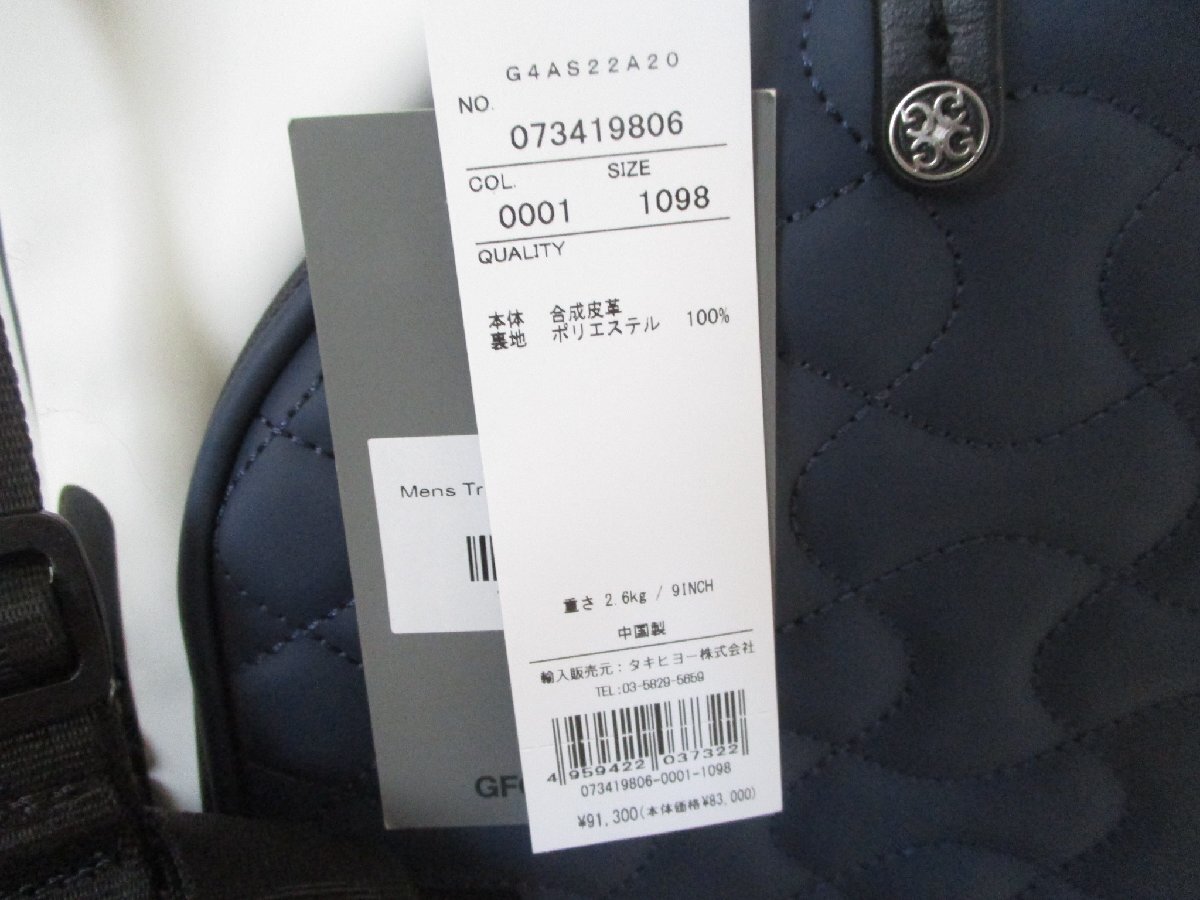 G4AS22A20
NO.
073419806
COL. SIZE
0001 1098
QUALITY
本体 合成皮革
裏地 ポリエステル 100%
重さ 2.6kg / 9INCH
中国製
輸入販売元:タキヒヨー株式会社
TEL:03-5829-5659
4 959422 037322
073419806-0001-1098
¥91,300(本体価格¥83,000)
Mens Tr
GFO